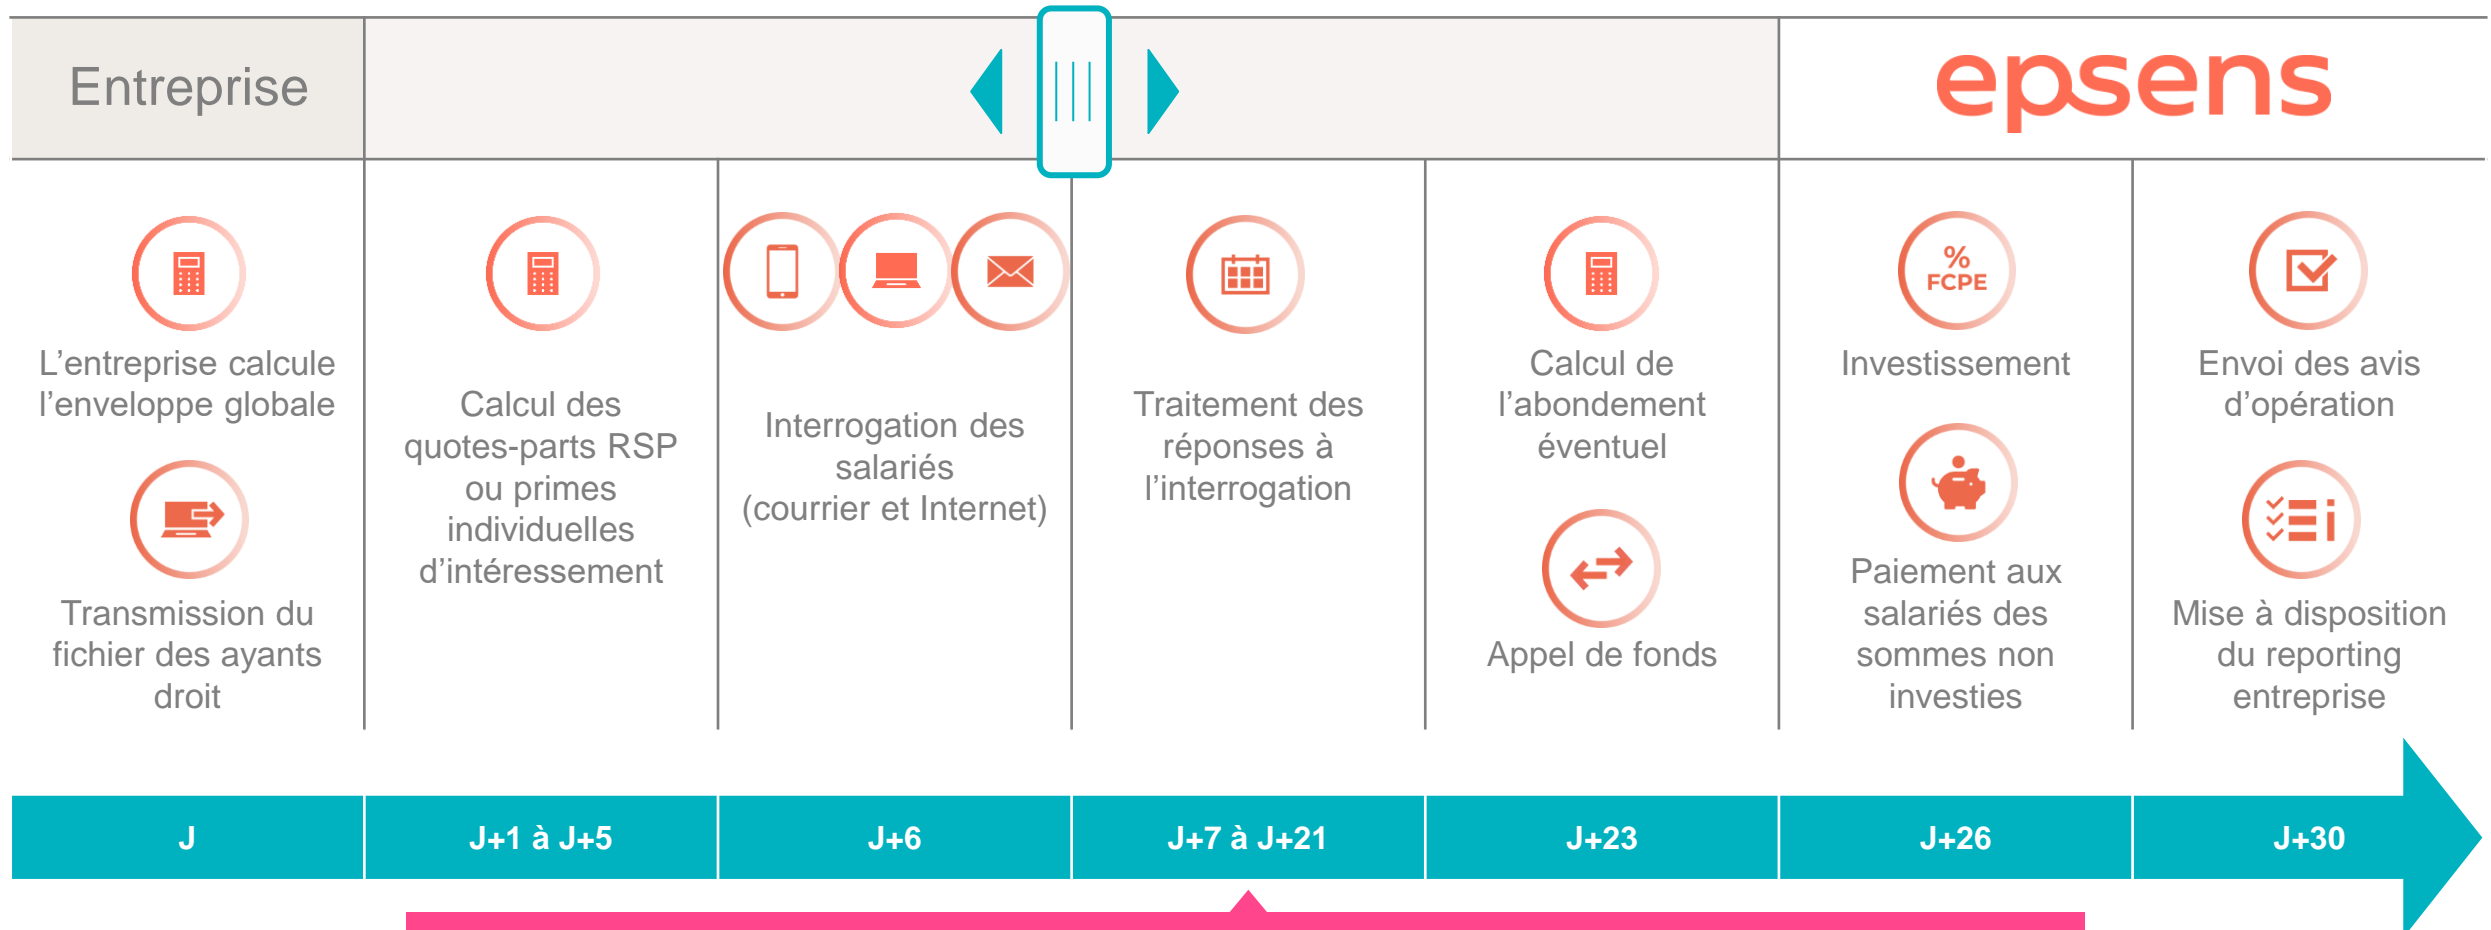 Entreprise
epsens
L’entreprise calcule
l’enveloppe globale
Transmission du
fichier des ayants
droit
Calcul des
quotes-parts RSP
ou primes
individuelles
d’intéressement
Interrogation des
salariés
(courrier et Internet)
Traitement des
réponses à
l’interrogation
Calcul de
l’abondement
éventuel
Appel de fonds
%
FCPE
Investissement
Paiement aux
salariés des
sommes non
investies
Envoi des avis
d’opération
Mise à disposition
du reporting
entreprise
J
J+1 à J+5
J+6
J+7 à J+21
J+23
J+26
J+30